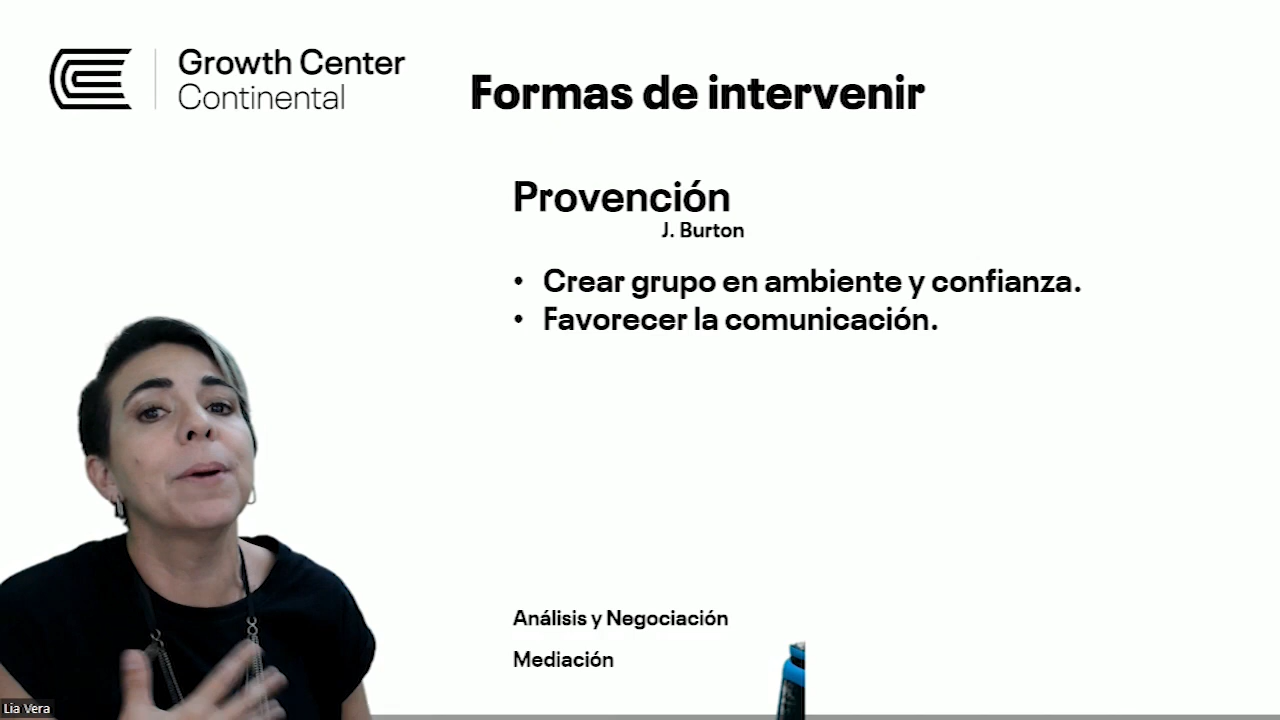 Growth Center
Continental
Formas de intervenir
Provención
J. Burton
• Crear grupo en ambiente y confianza.
• Favorecer la comunicación.
Análisis y Negociación
Mediación
Lia Vera